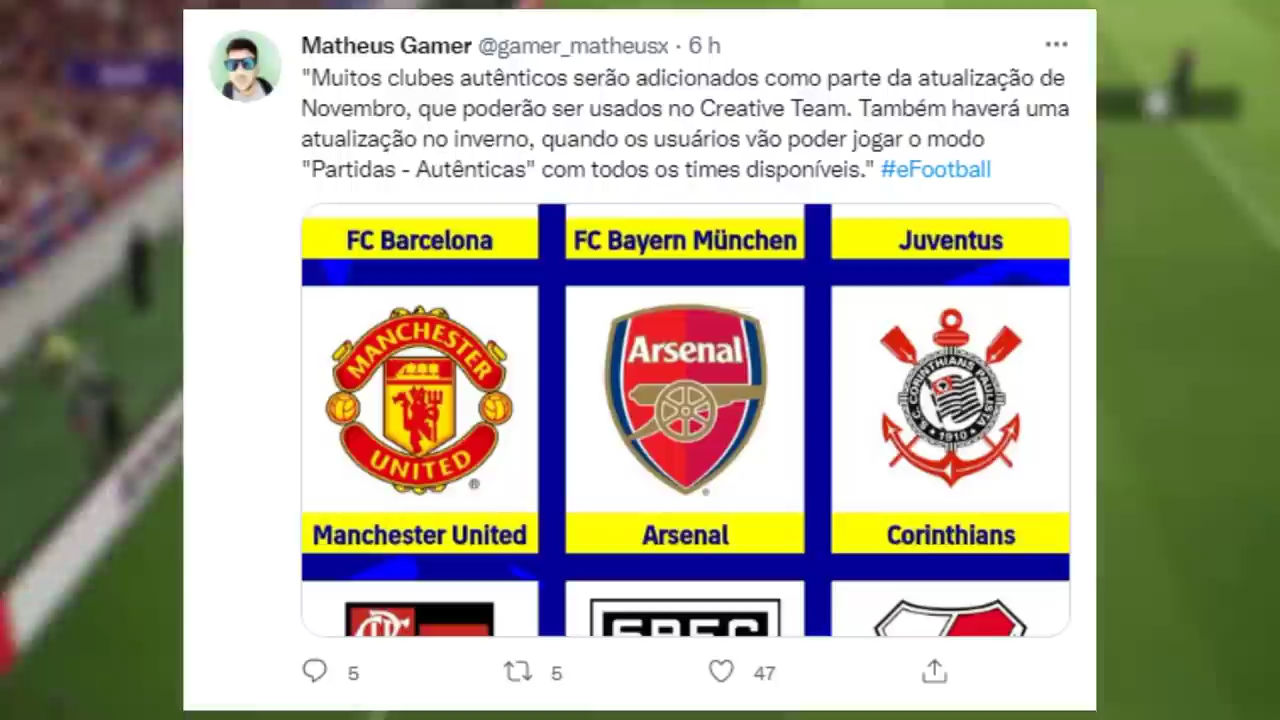 Matheus Gamer @gamer_matheusx · 6 h
"Muitos clubes autênticos serão adicionados como parte da atualização de
Novembro, que poderão ser usados no Creative Team. Também haverá uma
atualização no inverno, quando os usuários vão poder jogar o modo
"Partidas - Autênticas" com todos os times disponíveis." #eFootball
FC Barcelona FC Bayern München Juventus
MANCHESTER
UNITED
®
Arsenal
S.C. CORINTHIANS PAULISTA
1910
Manchester United Arsenal Corinthians
CRF
SPFC
5 5 47